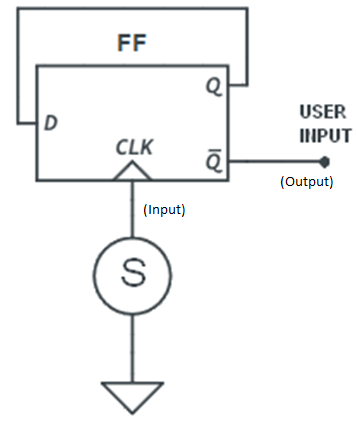 FF
Q
D
USER
INPUT
CLK
Q̅
(Output)
(Input)
S